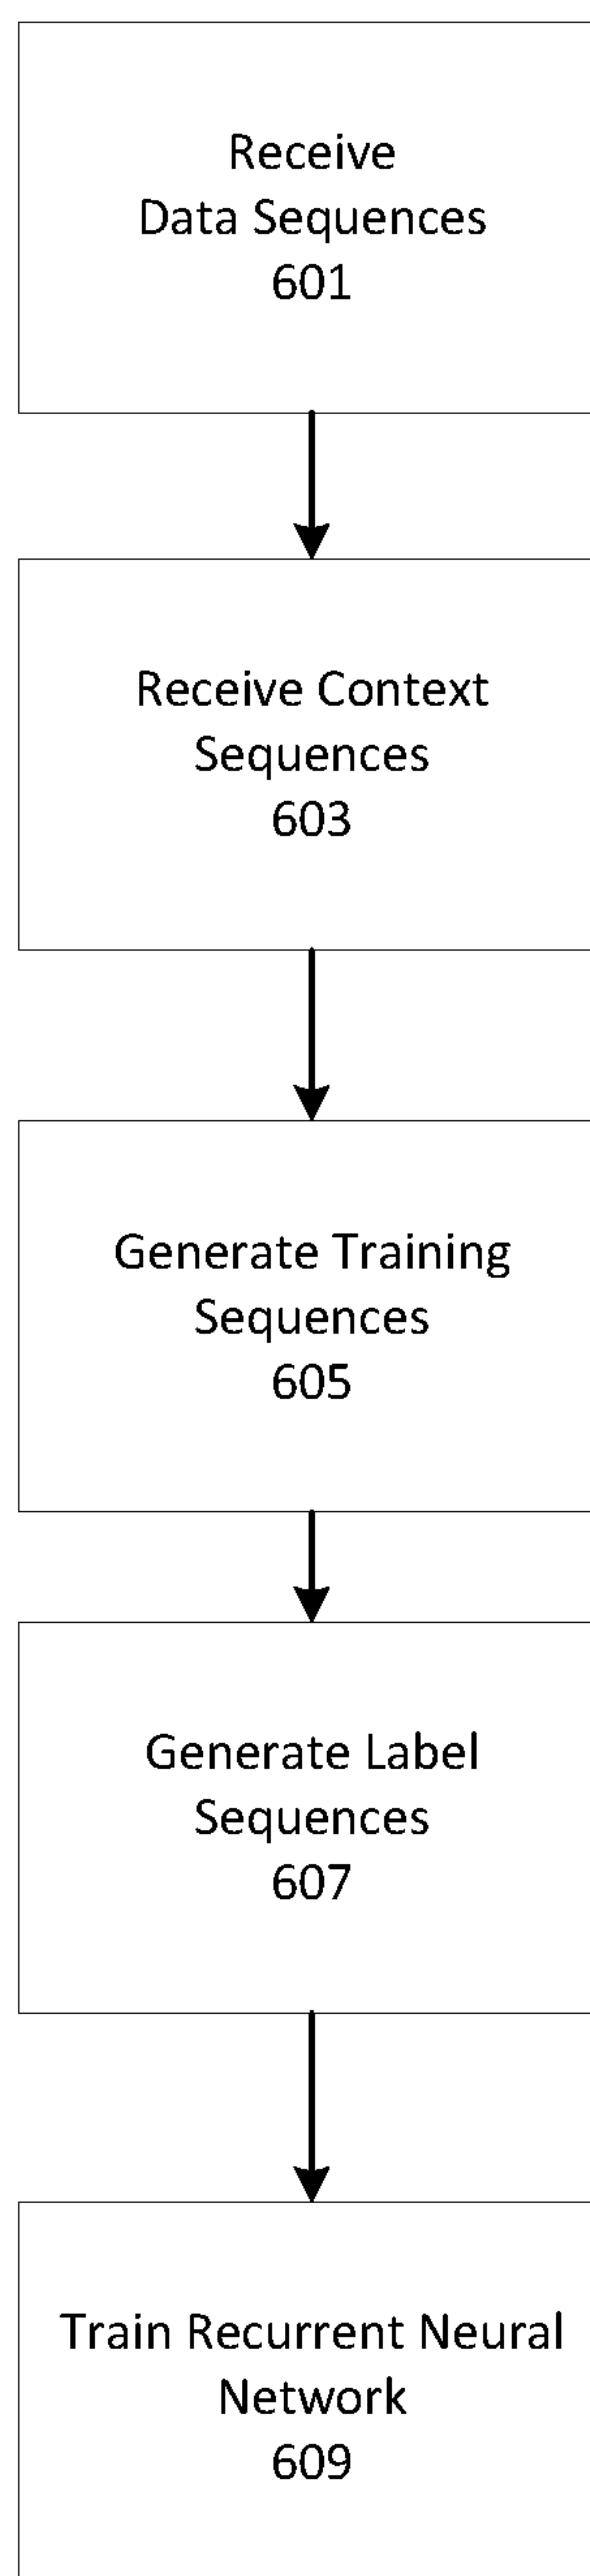 Receive
Data Sequences
601
Receive Context
Sequences
603
Generate Training
Sequences
605
Generate Label
Sequences
607
Train Recurrent Neural
Network
609